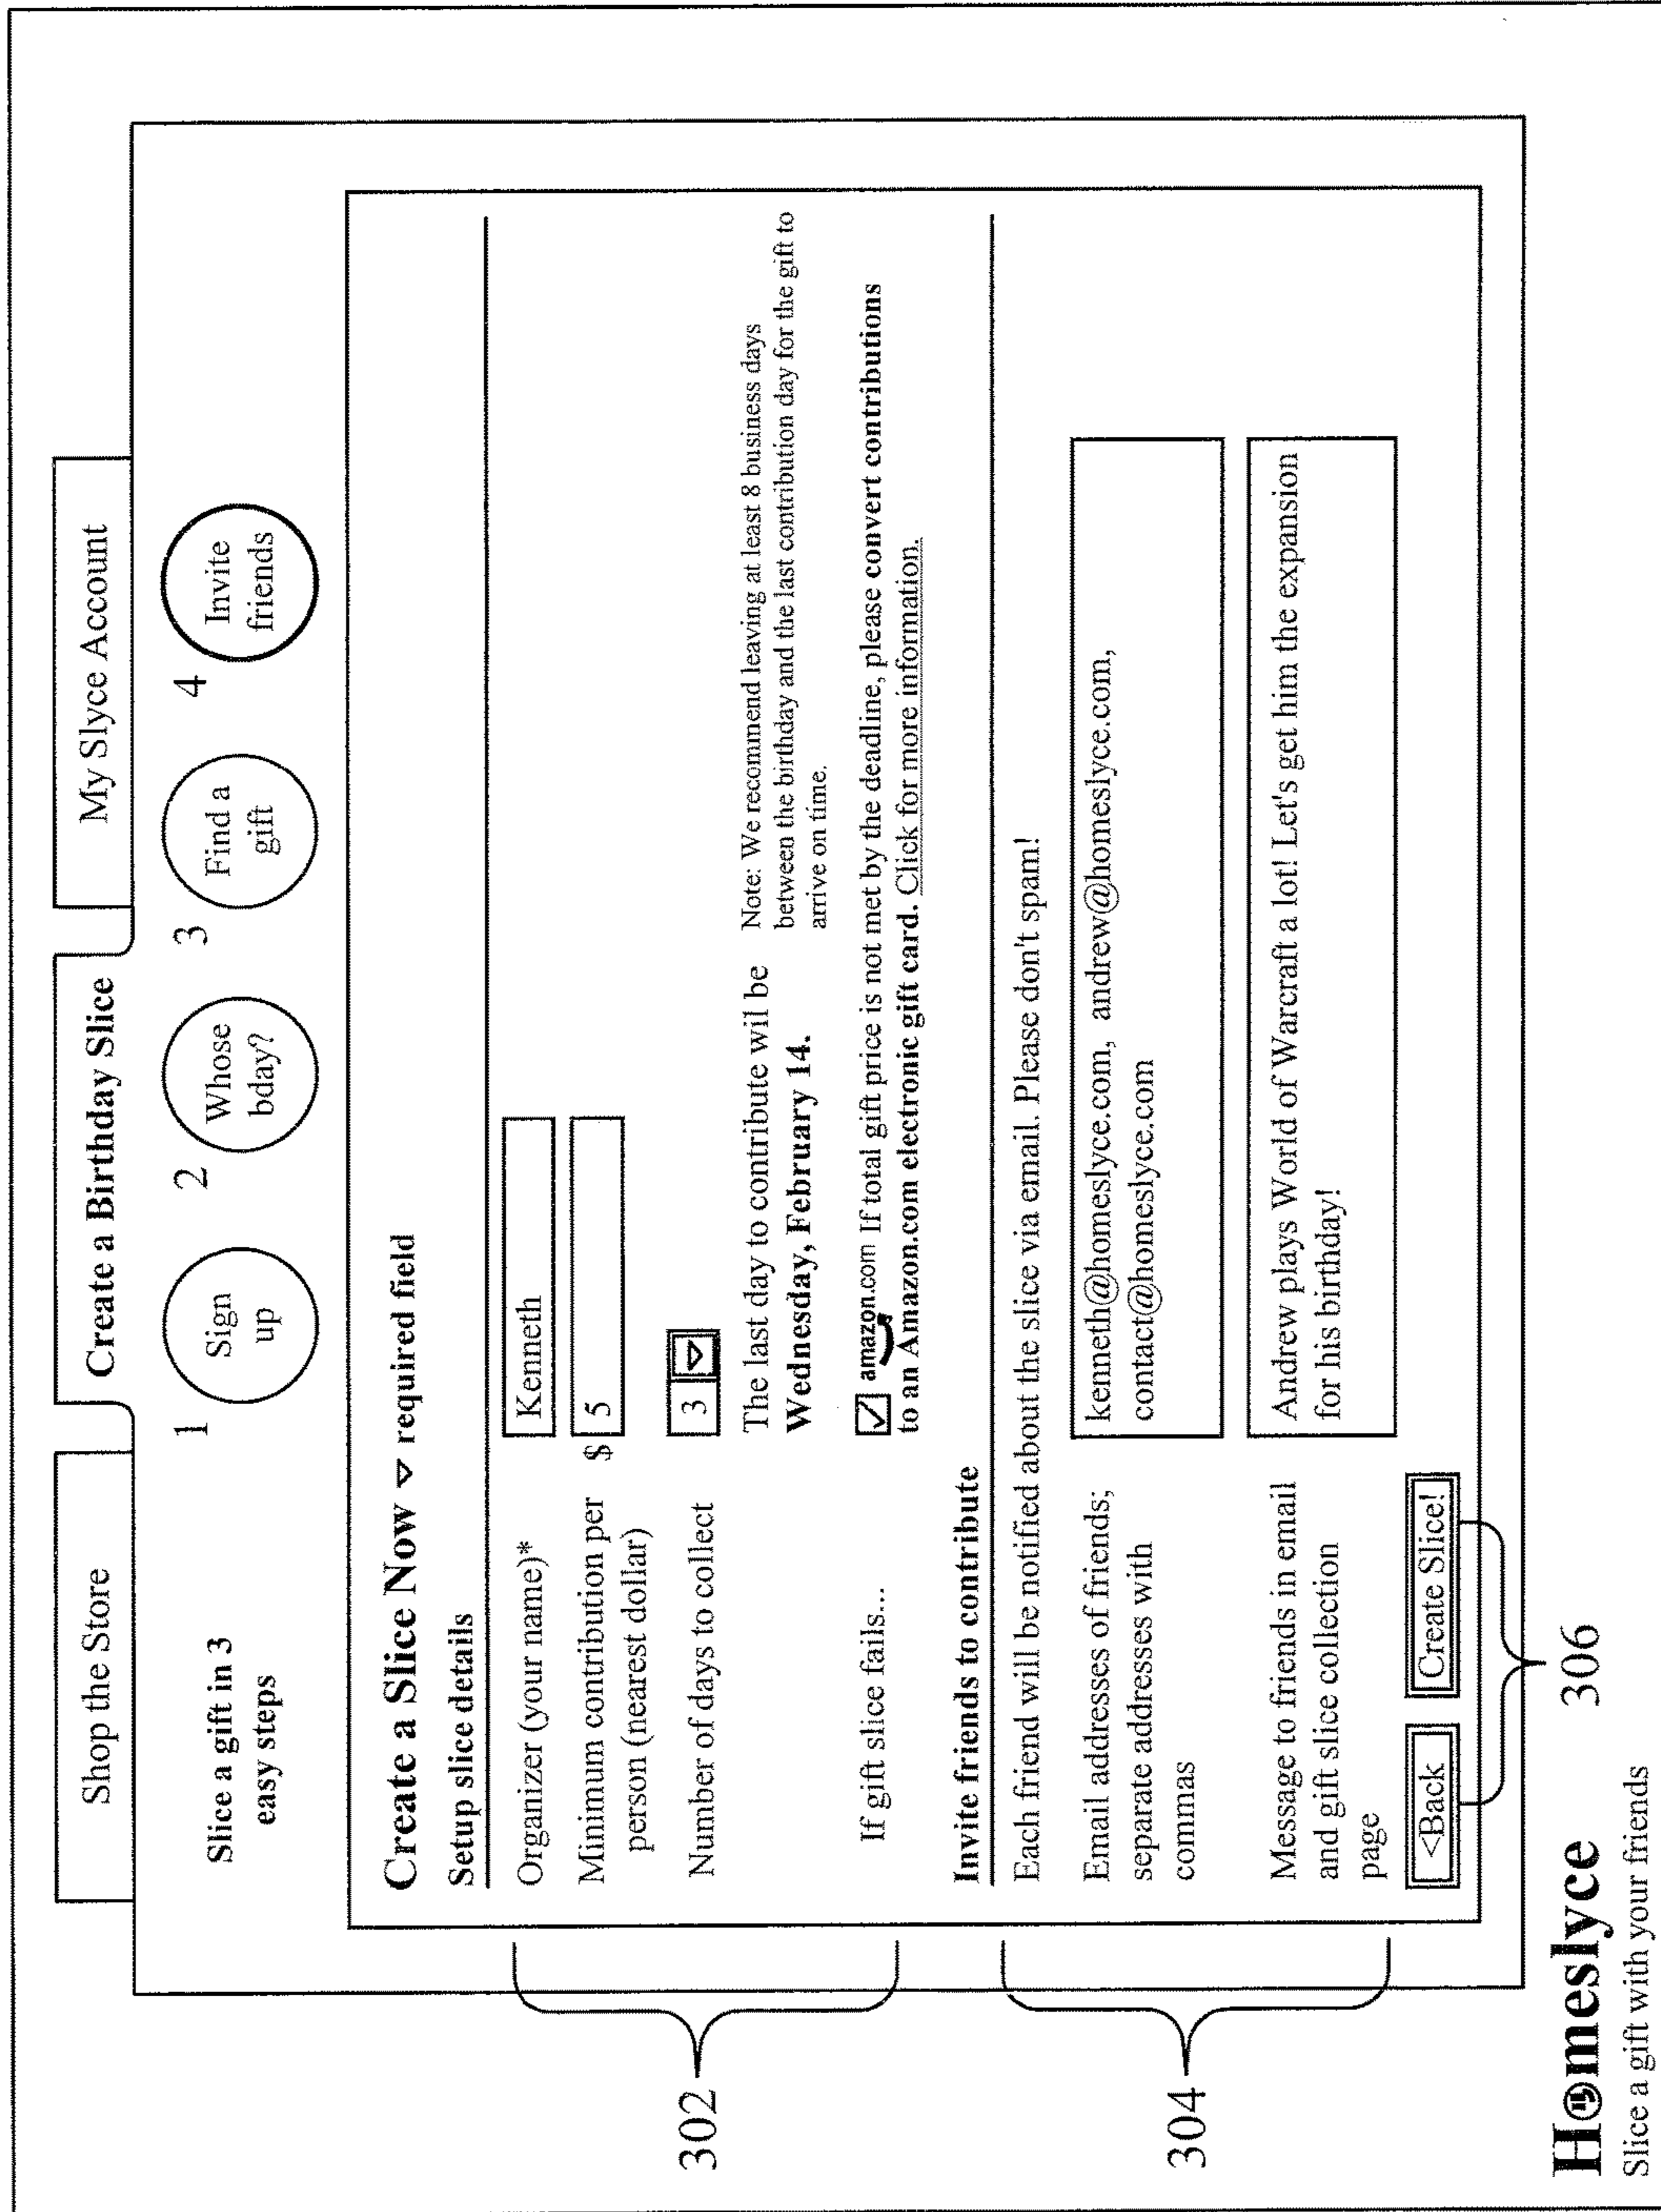 Shop the Store
Create a Birthday Slice
My Slyce Account
Slice a gift in 3
easy steps
1
Sign
up
2
Whose
bday?
3
Find a
gift
4
Invite
friends
Create a Slice Now ▿ required field
Setup slice details
Organizer (your name)*
Kenneth
Minimum contribution per
person (nearest dollar)
$ 5
Number of days to collect
3
The last day to contribute will be
Wednesday, February 14.
Note: We recommend leaving at least 8 business days
between the birthday and the last contribution day for the gift to
arrive on time.
If gift slice fails...
amazon.com If total gift price is not met by the deadline, please convert contributions
to an Amazon.com electronic gift card. Click for more information.
302
Invite friends to contribute
Each friend will be notified about the slice via email. Please don't spam!
Email addresses of friends;
separate addresses with
commas
kenneth@homeslyce.com, andrew@homeslyce.com,
contact@homeslyce.com
Message to friends in email
and gift slice collection
page
Andrew plays World of Warcraft a lot! Let's get him the expansion
for his birthday!
304
<Back
Create Slice!
306
Homeslyce
Slice a gift with your friends